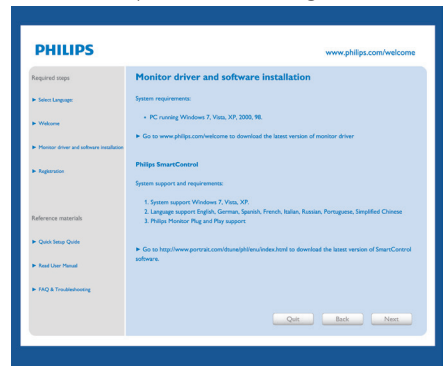 PHILIPS
www.philips.com/welcome
Required steps
Select Language:
Welcome
Monitor driver and software installation
Registration
Reference materials
Quick Setup Guide
Read User Manual
FAQ & Troubleshooting
Monitor driver and software installation
System requirements:
• PC running Windows 7, Vista, XP, 2000, 98.
Go to www.philips.com/welcome to download the latest version of monitor driver
Philips SmartControl
System support and requirements:
1. System support Windows 7, Vista, XP.
2. Language support English, German, Spanish, French, Italian, Russian, Portuguese, Simplified Chinese
3. Philips Monitor Plug and Play support
Go to http://www.portrait.com/dtune/phl/enu/index.html to download the latest version of SmartControl
software.
Quit
Back
Next